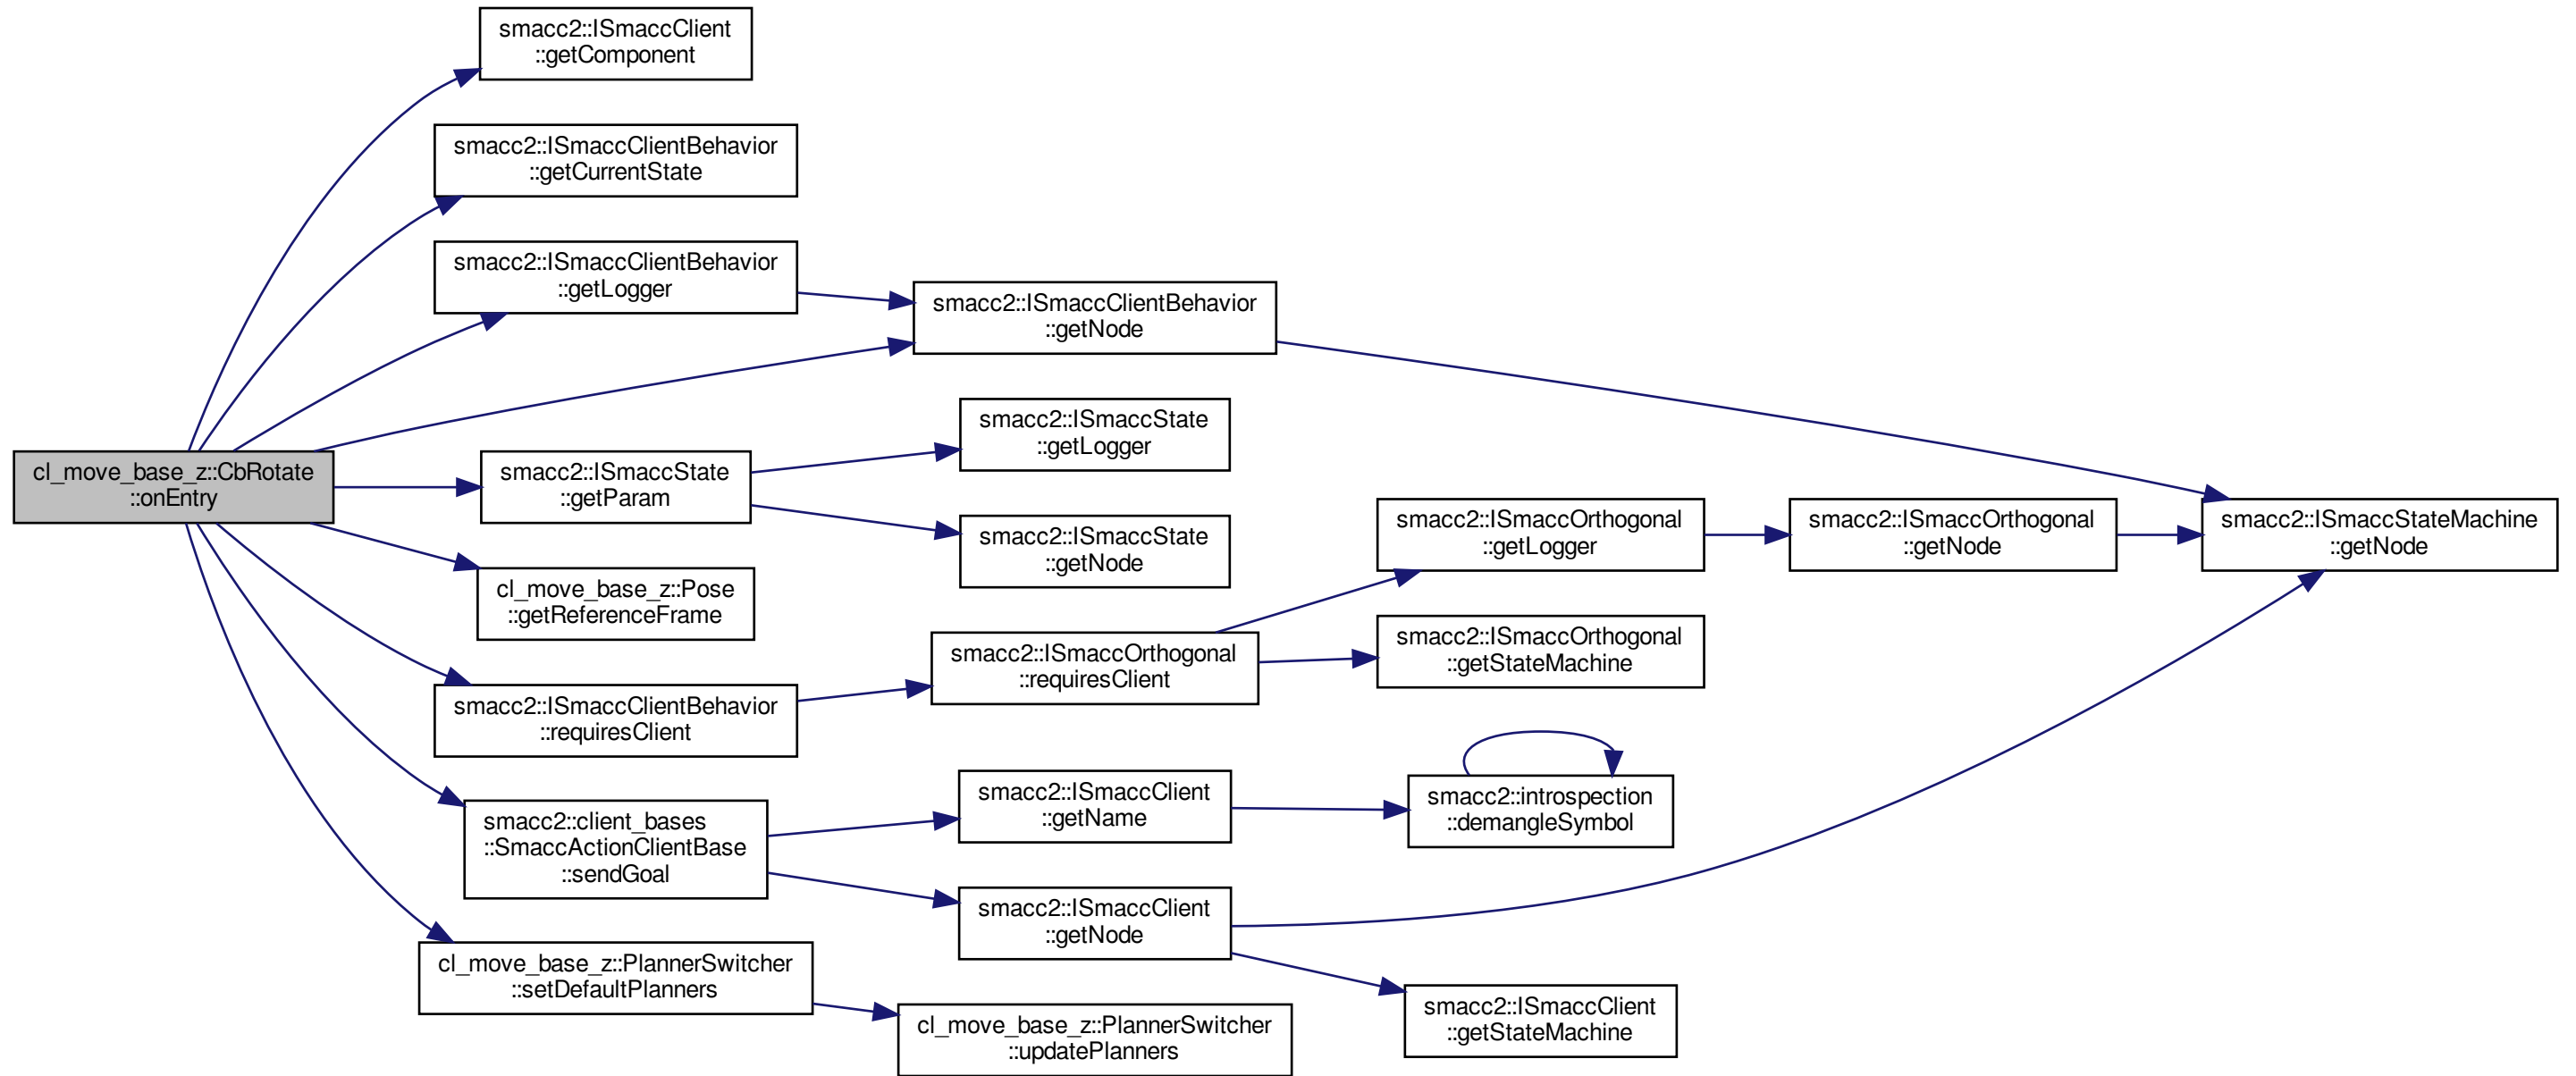 smacc2::ISmaccClient
::getComponent
smacc2::ISmaccClientBehavior
::getCurrentState
smacc2::ISmaccClientBehavior
::getLogger
smacc2::ISmaccClientBehavior
::getNode
smacc2::ISmaccState
::getLogger
cl_move_base_z::CbRotate
::onEntry
smacc2::ISmaccState
::getParam
smacc2::ISmaccState
::getNode
smacc2::ISmaccOrthogonal
::getLogger
smacc2::ISmaccOrthogonal
::getNode
smacc2::ISmaccStateMachine
::getNode
cl_move_base_z::Pose
::getReferenceFrame
smacc2::ISmaccOrthogonal
::requiresClient
smacc2::ISmaccOrthogonal
::getStateMachine
smacc2::ISmaccClientBehavior
::requiresClient
smacc2::client_bases
::SmaccActionClientBase
::sendGoal
smacc2::ISmaccClient
::getName
smacc2::introspection
::demangleSymbol
smacc2::ISmaccClient
::getNode
cl_move_base_z::PlannerSwitcher
::setDefaultPlanners
smacc2::ISmaccClient
::getStateMachine
cl_move_base_z::PlannerSwitcher
::updatePlanners